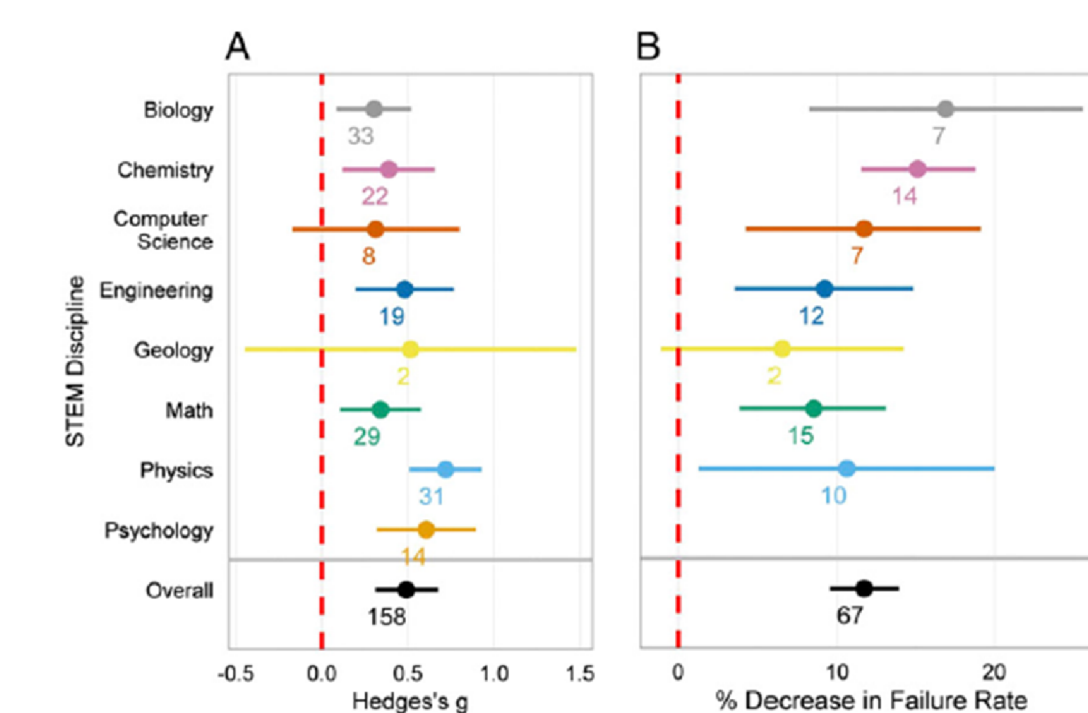 A
B
Biology
33
7
Chemistry
22
14
Computer
Science
8
7
Engineering
19
12
Geology
2
2
Math
29
15
Physics
31
10
Psychology
14
Overall
158
67
STEM Discipline
-0.5 0.0 0.5 1.0 1.5
0 10 20
Hedges's g
% Decrease in Failure Rate